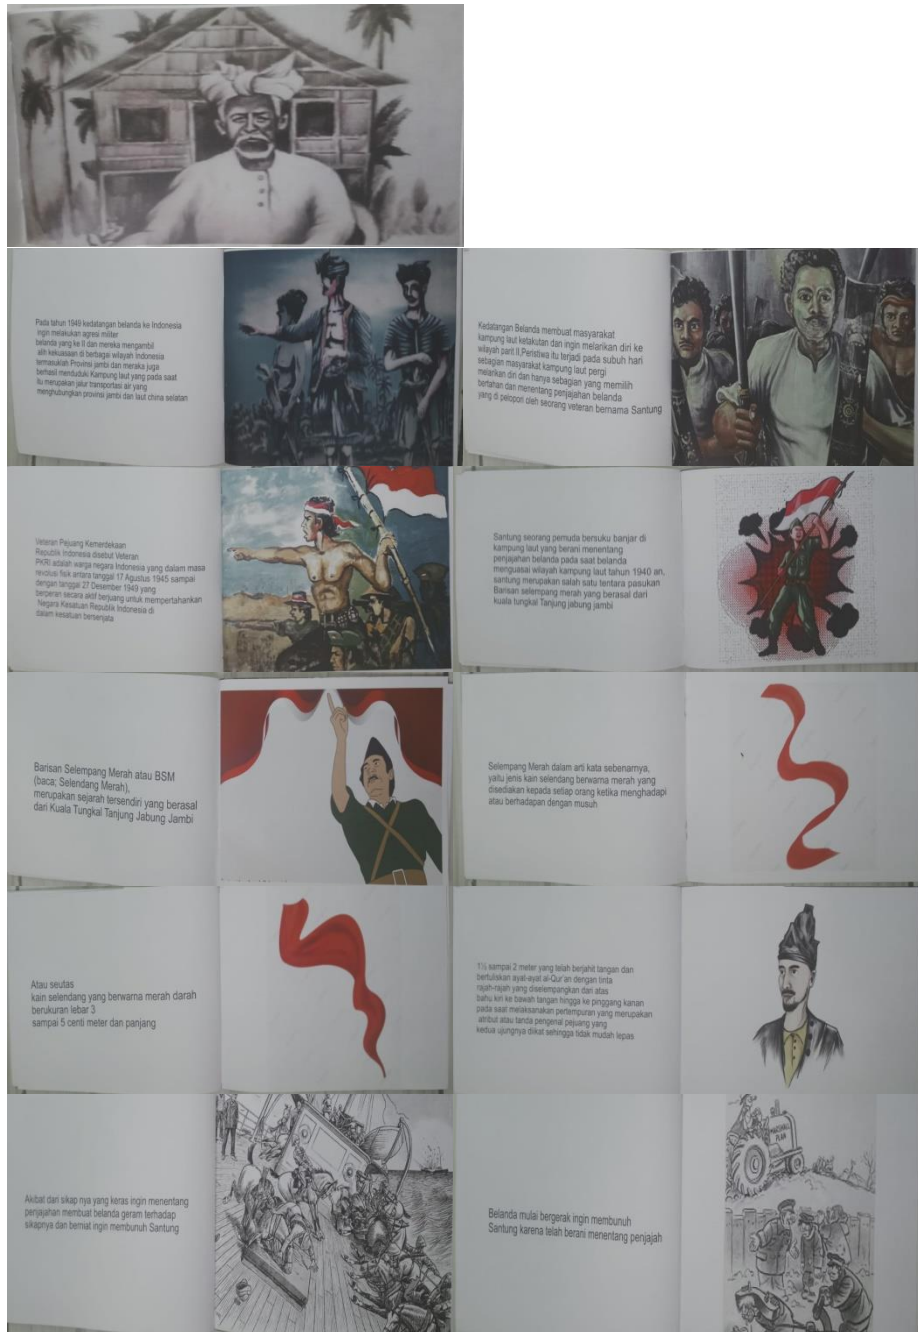 Pada tahun 1949 kedatangan belanda ke Indonesia
ingin melakukan agresi militer
belanda yang ke II dan mereka mengambil
alih kekuasaan di berbagai wilayah Indonesia
termasuklah Provinsi jambi dan meraka juga
berhasil menduduki Kampung laut yang pada saat
itu merupakan jalur transportasi air yang
menghubungkan provinsi jambi dan laut china selatan
Kedatangan Belanda membuat masyarakat
kampung laut ketakutan dan ingin melarikan diri ke
wilayah parit II,Peristiwa itu terjadi pada subuh hari
sebagian masyarakat kampung laut pergi
melarikan diri dan hanya sebagian yang memilih
bertahan dan menentang penjajahan belanda
yang di pelopori oleh seorang veteran bernama Santung
Veteran Pejuang Kemerdekaan
Republik Indonesia disebut Veteran
PKRI adalah warga negara Indonesia yang dalam masa
revolusi fisik antara tanggal 17 Agustus 1945 sampai
dengan tanggal 27 Desember 1949 yang
berperan secara aktif berjuang untuk mempertahankan
Negara Kesatuan Republik Indonesia di
dalam kesatuan bersenjata
Santung seorang pemuda bersuku banjar di
kampung laut yang berani menentang
penjajahan belanda pada saat belanda
menguasai wilayah kampung laut tahun 1940 an,
santung merupakan salah satu tentara pasukan
Barisan selempang merah yang berasal dari
kuala tungkal Tanjung jabung jambi
Barisan Selempang Merah atau BSM
(baca; Selendang Merah),
merupakan sejarah tersendiri yang berasal
dari Kuala Tungkal Tanjung Jabung Jambi
Selempang Merah dalam arti kata sebenarnya,
yaitu jenis kain selendang berwarna merah yang
disediakan kepada setiap orang ketika menghadapi
atau berhadapan dengan musuh
Atau seutas
kain selendang yang berwarna merah darah
berukuran lebar 3
sampai 5 centi meter dan panjang
1½ sampai 2 meter yang telah berjahit tangan dan
bertuliskan ayat-ayat al-Qur'an dengan tinta
rajah-rajah yang diselempangkan dari atas
bahu kiri ke bawah tangan hingga ke pinggang kanan
pada saat melaksanakan pertempuran yang merupakan
atribut atau tanda pengenal pejuang yang
kedua ujungnya diikat sehingga tidak mudah lepas
Akibat dari sikap nya yang keras ingin menentang
penjajahan membuat belanda geram terhadap
sikapnya dan berniat ingin membunuh Santung
MARSHALL
PLAN
Belanda mulai bergerak ingin membunuh
Santung karena telah berani menentang penjajah